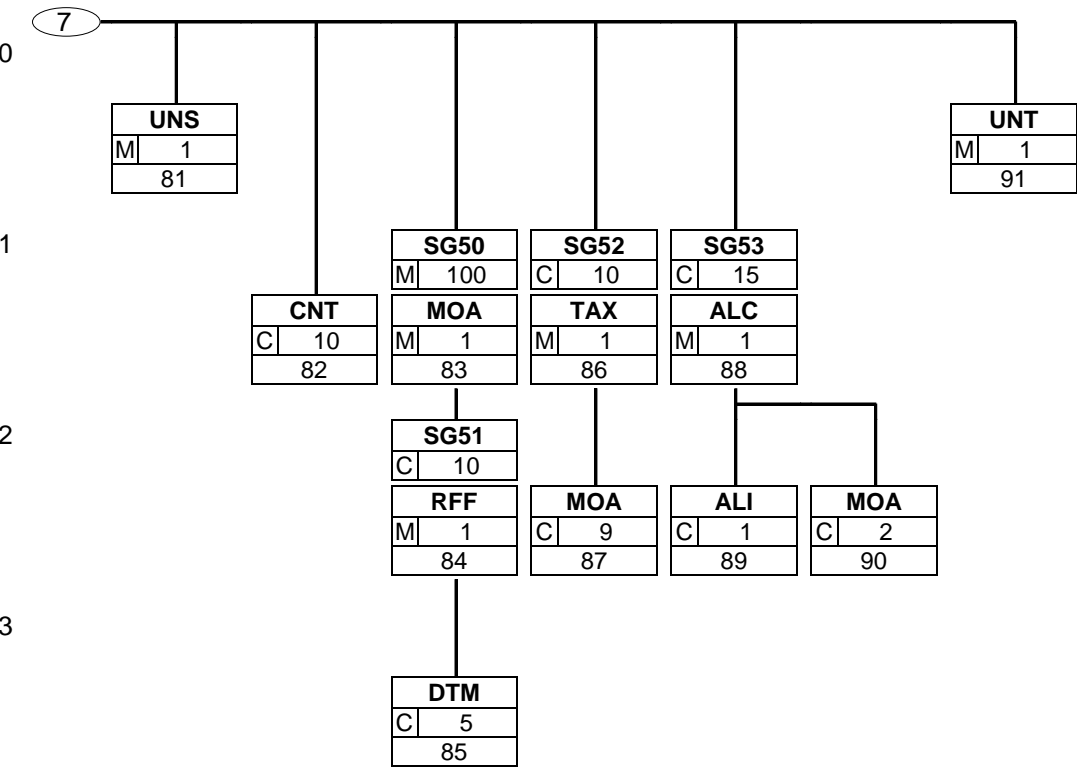 7
0
UNS UNT
M 1 M 1
81 91
1
SG50 SG52 SG53
M 100 C 10 C 15
CNT MOA TAX ALC
C 10 M 1 M 1 M 1
82 83 86 88
2
SG51
C 10
RFF MOA ALI MOA
M 1 C 9 C 1 C 2
84 87 89 90
3
DTM
C 5
85